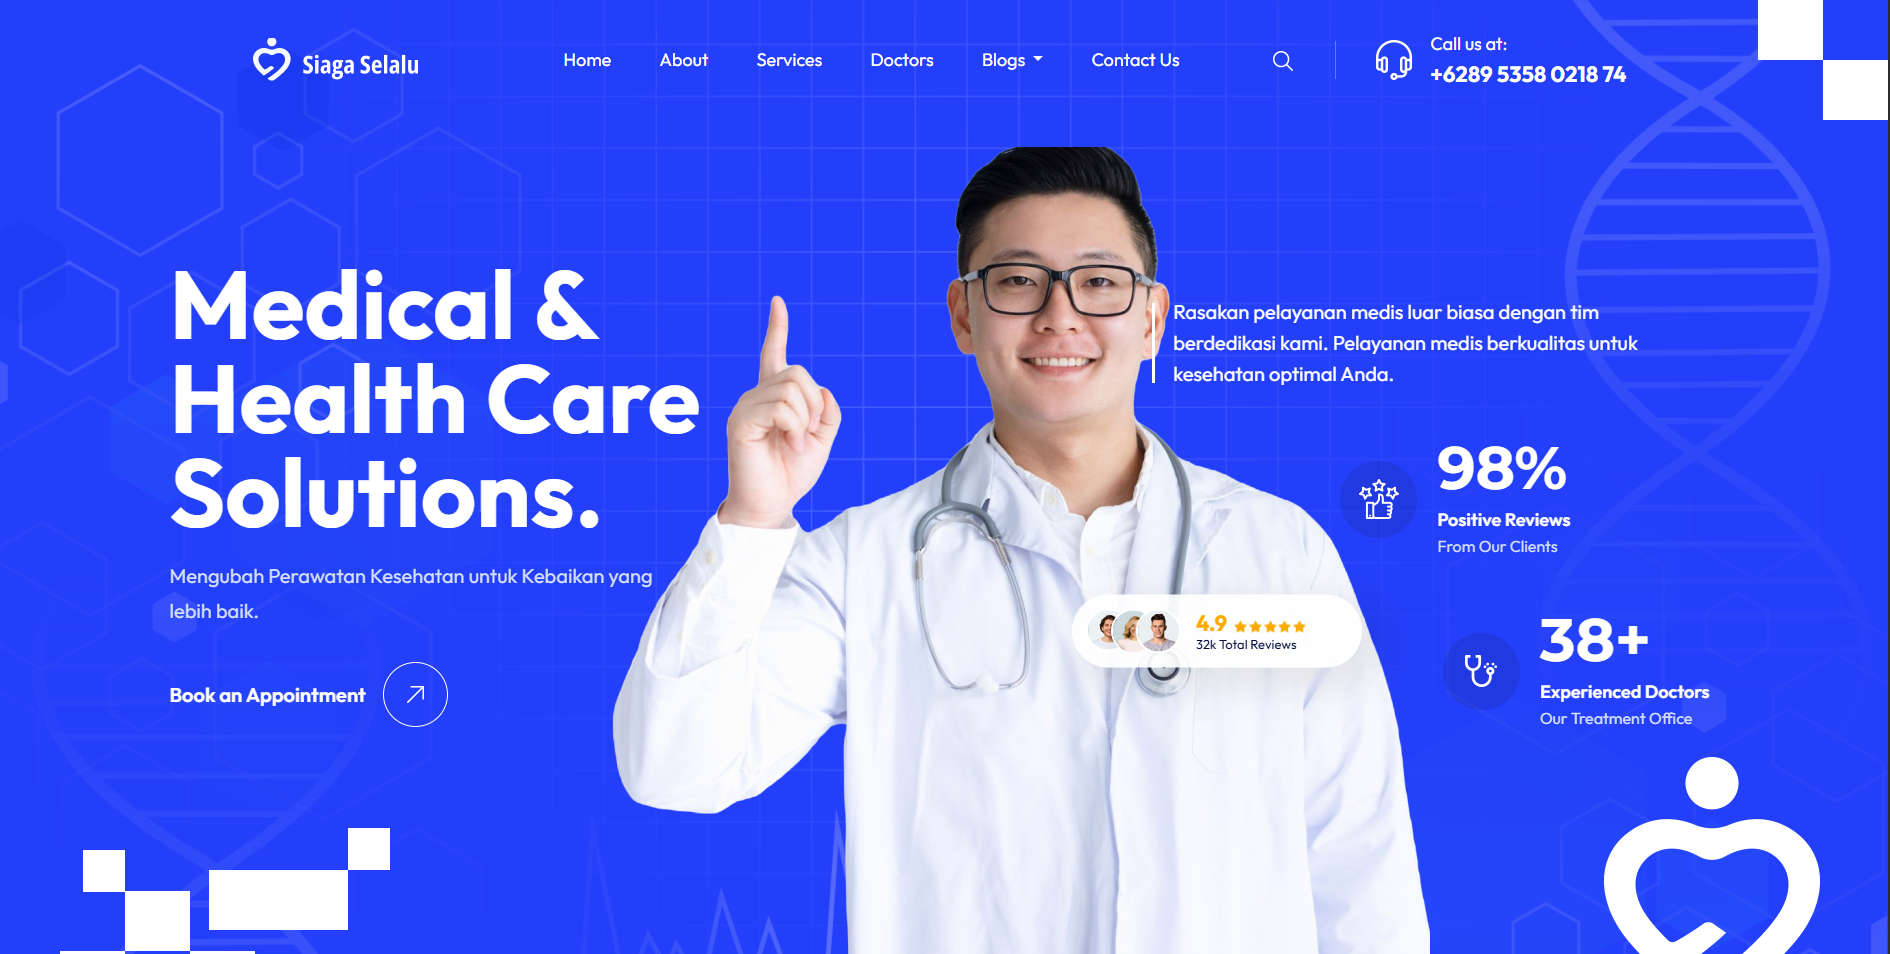 Siaga Selalu
Home
About
Services
Doctors
Blogs
Contact Us
Call us at:
+6289 5358 0218 74
Medical &
Health Care
Solutions.
Mengubah Perawatan Kesehatan untuk Kebaikan yang
lebih baik.
Book an Appointment
Rasakan pelayanan medis luar biasa dengan tim
berdedikasi kami. Pelayanan medis berkualitas untuk
kesehatan optimal Anda.
98%
Positive Reviews
From Our Clients
4.9
32k Total Reviews
38+
Experienced Doctors
Our Treatment Office